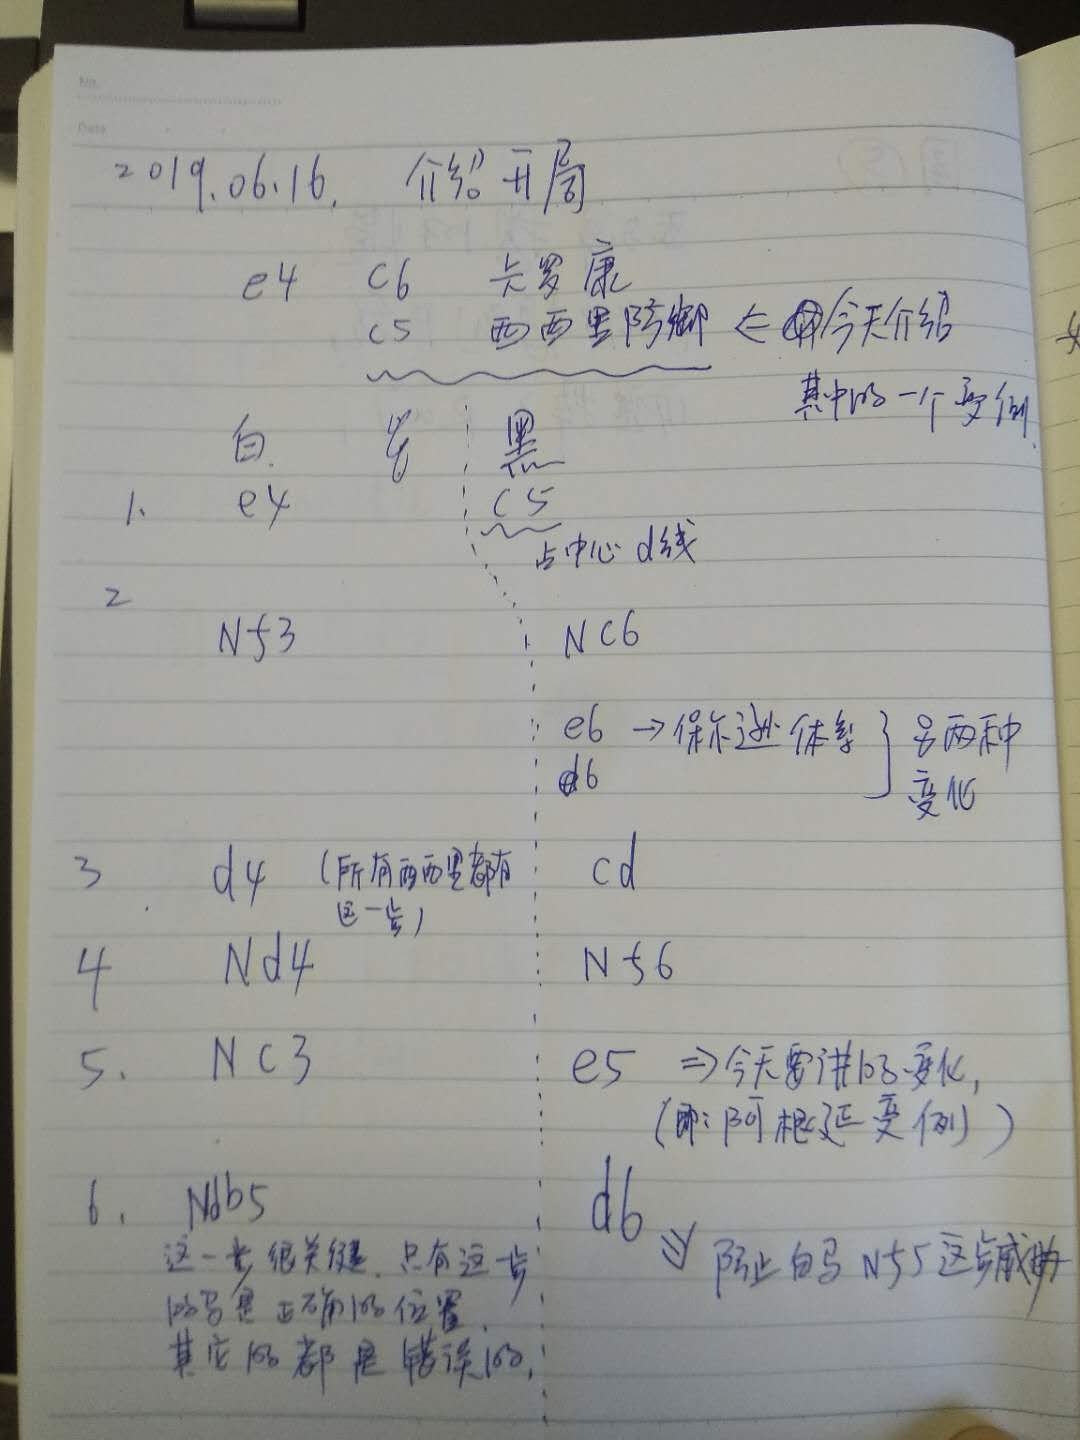 No.
Date
2019.06.16. 介绍开局
e4 c6 卡罗康
c5 西西里防御 ⇐ 今天介绍
其中的一个变例.
白. 黑
1. e4 c5
占中心 d线
2
Nf3 Nc6
e6 → 保尔逊体系 } 另两种
d6 变化
3 d4 (所有西西里都有 cd
这一步)
4 Nd4 Nf6
5. Nc3 e5 ⇒ 今天要讲的变化,
(即: 阿根廷变例)
6. Ndb5 d6
这一步很关键. 只有这步 ⇒ 防止白马 Nf5 这步威胁
的马是正确的位置.
其它的都是错误的.